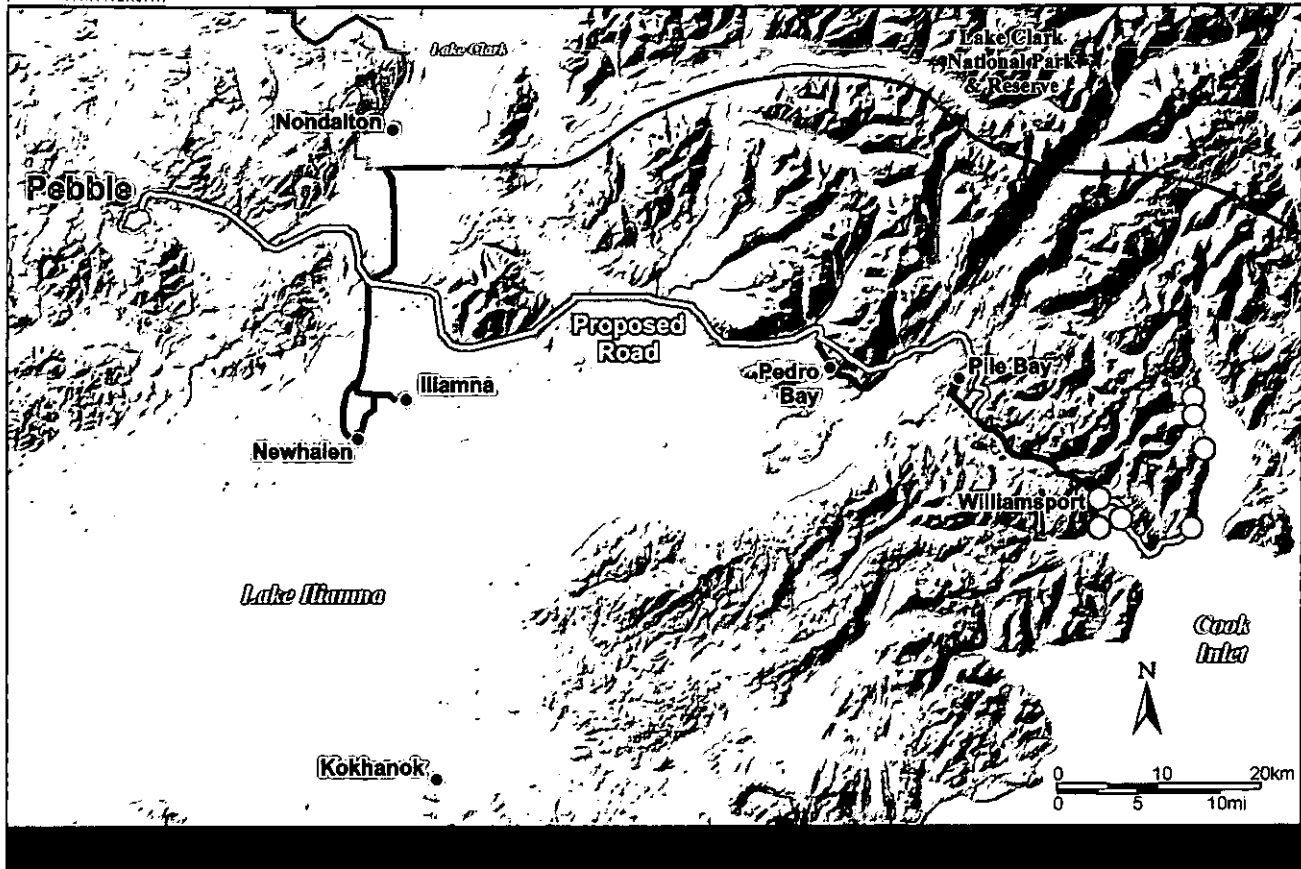 Lake Clark
Lake Clark
National Park
& Reserve
Nondalton
Pebble
Proposed
Road
Pedro
Bay
Pile Bay
Iliamna
Newhalen
Williamsport
Lake Iliamna
Cook
Inlet
N
Kokhanok
0 10 20km
0 5 10mi